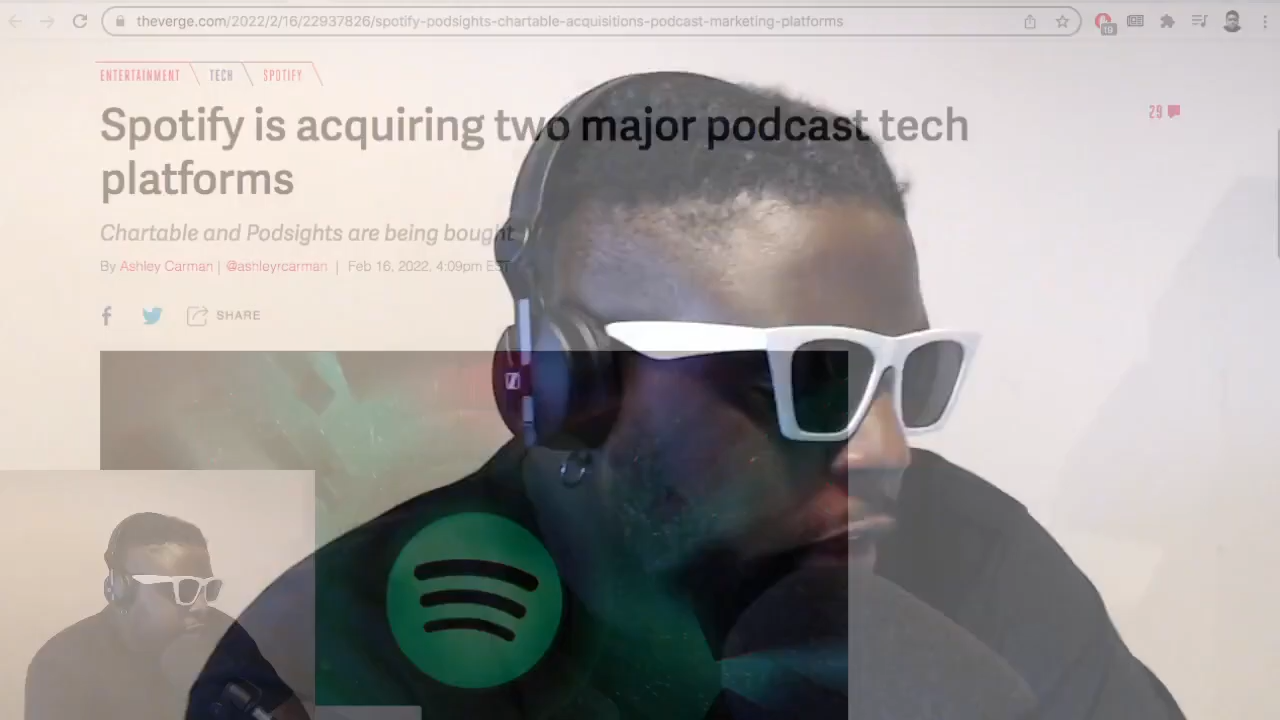 theverge.com/2022/2/16/22937826/spotify-podsights-chartable-acquisitions-podcast-marketing-platforms
10
ENTERTAINMENT TECH SPOTIFY
Spotify is acquiring two major podcast tech
platforms
29
Chartable and Podsights are being bought
By Ashley Carman | @ashleyrcarman | Feb 16, 2022, 4:09pm EST
SHARE